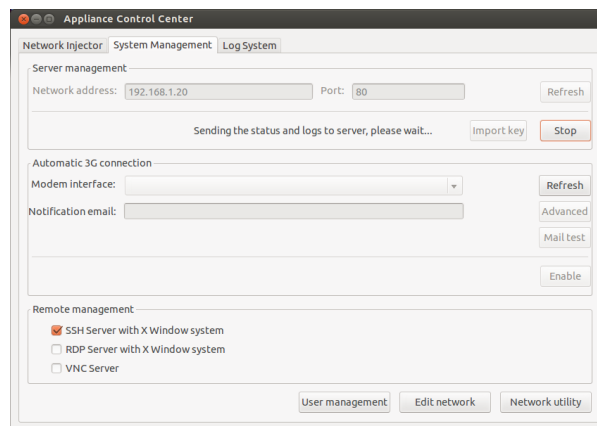 Appliance Control Center
Network Injector System Management Log System
Server management
Network address: 192.168.1.20 Port: 80 Refresh
Sending the status and logs to server, please wait... Import key Stop
Automatic 3G connection
Modem interface: Refresh
Notification email: Advanced
Mail test
Enable
Remote management
SSH Server with X Window system
RDP Server with X Window system
VNC Server
User management Edit network Network utility